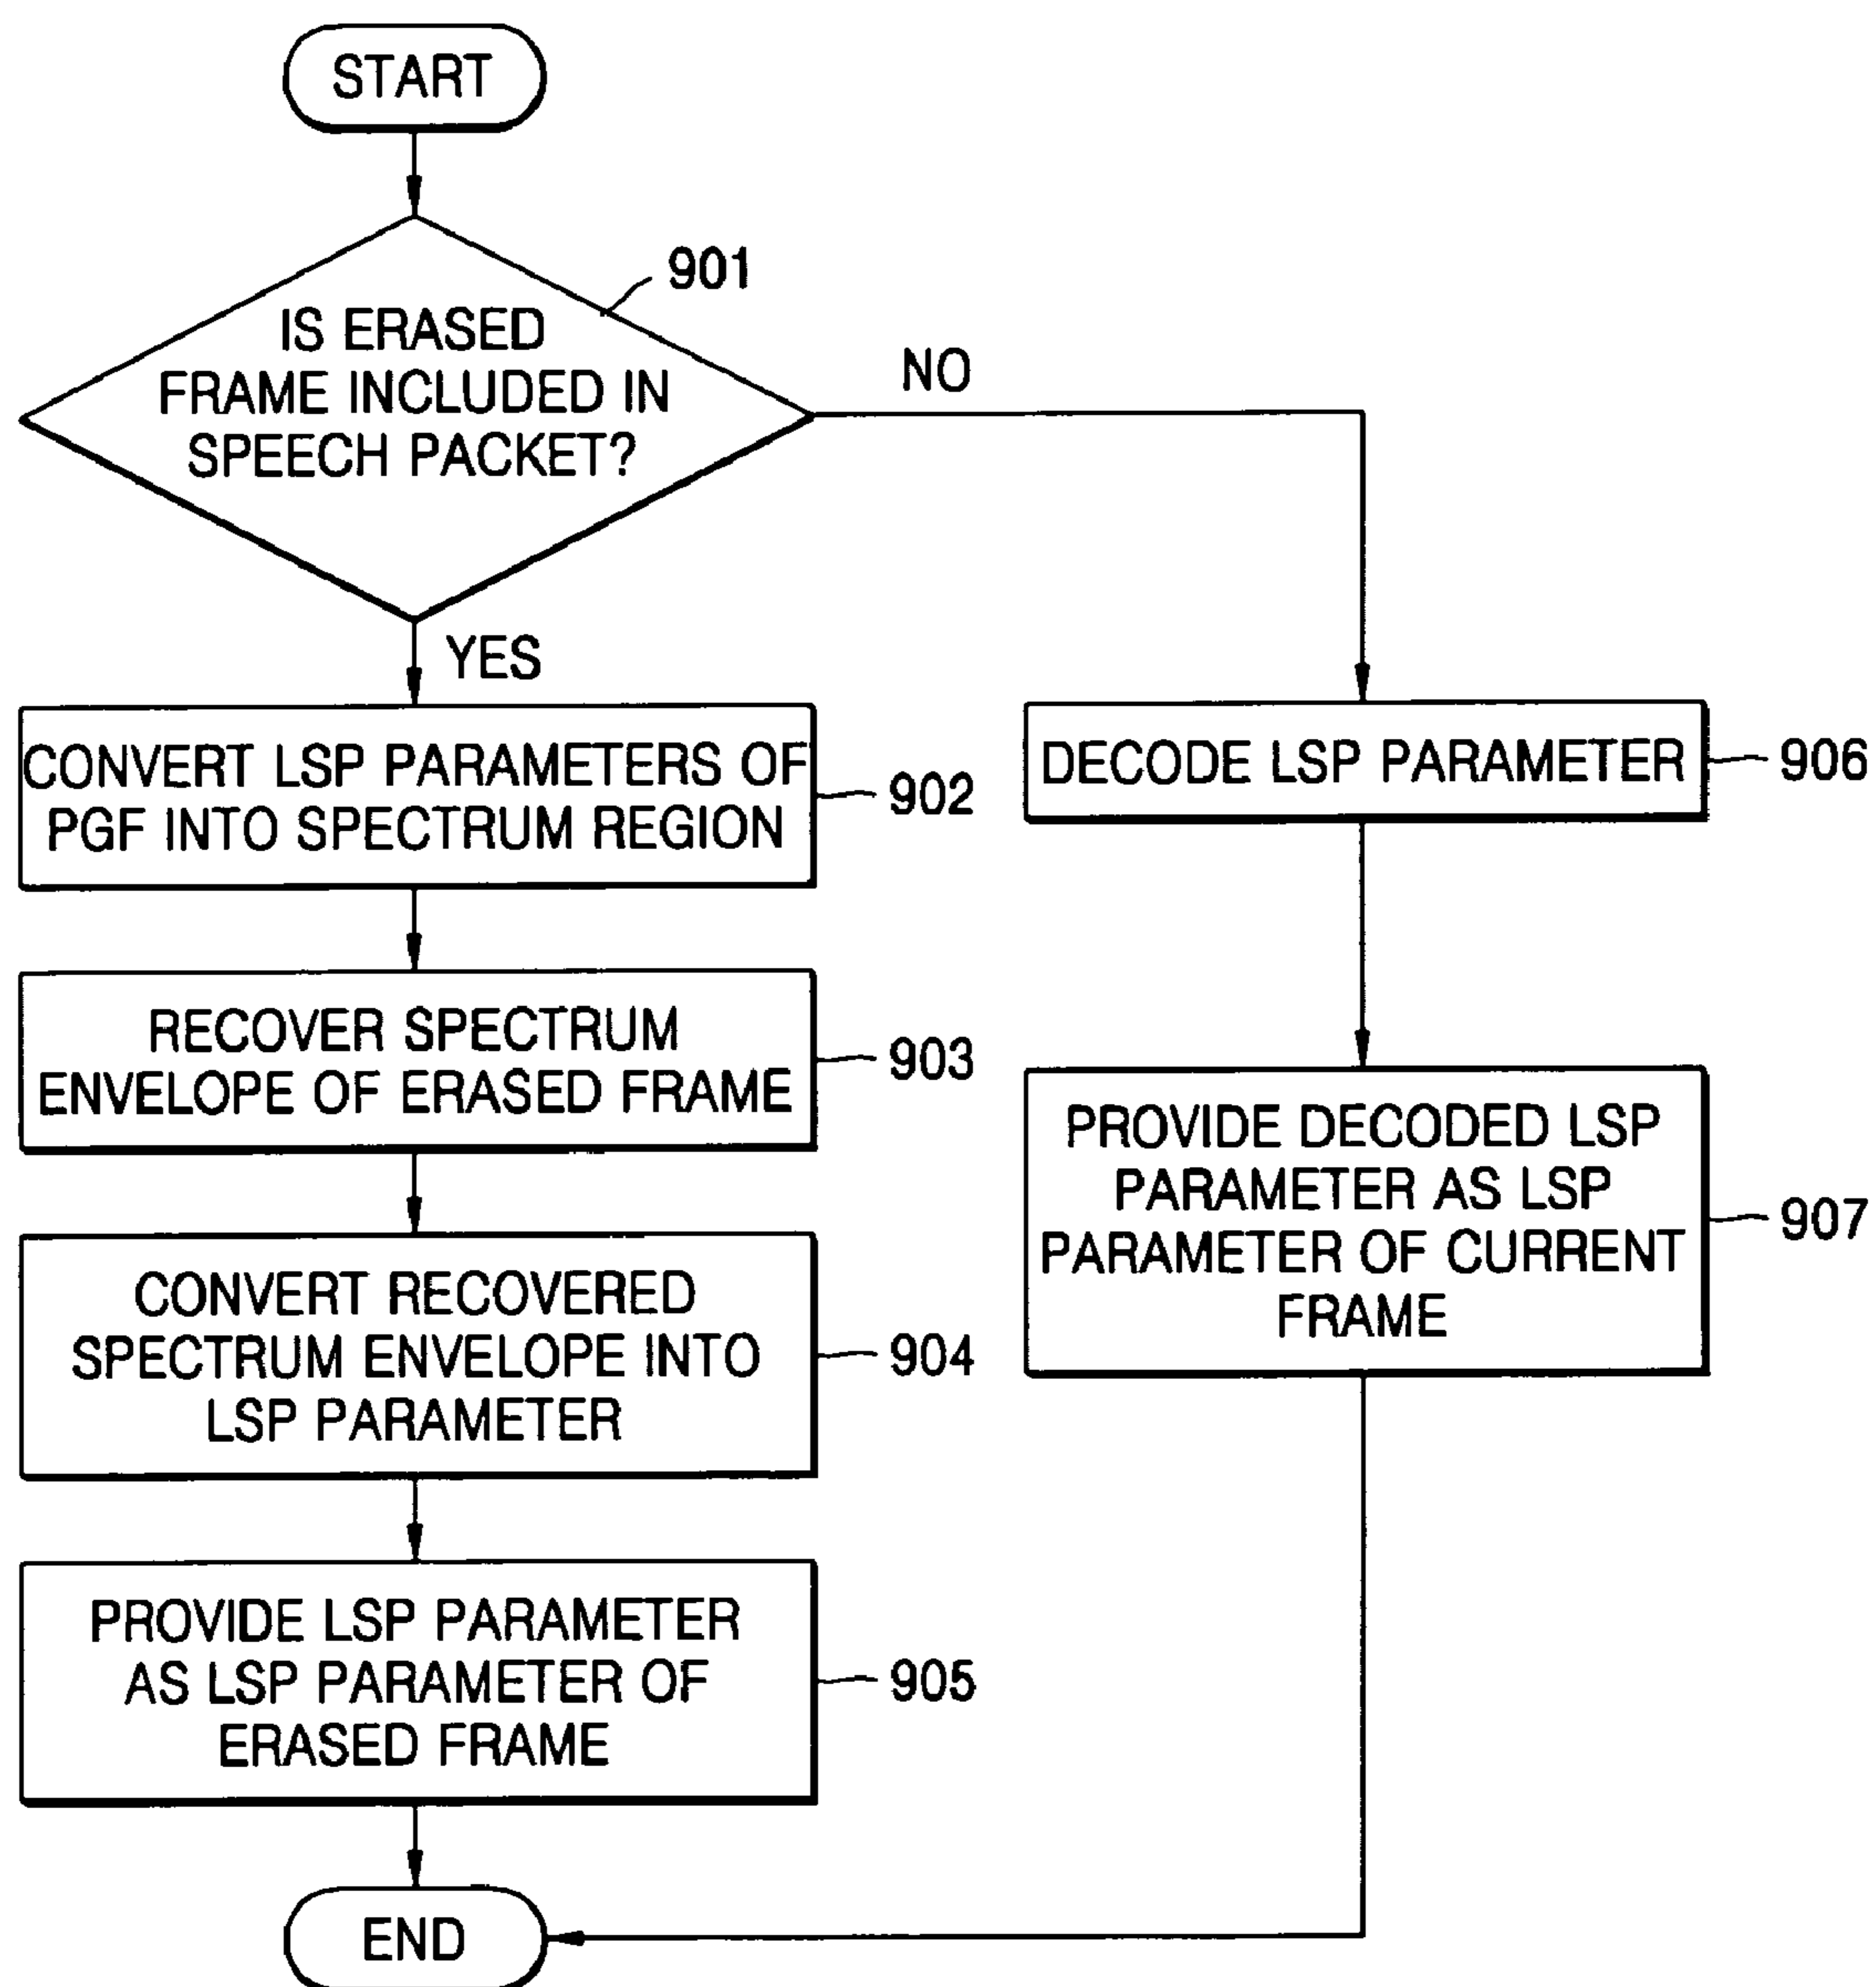 START
901
IS ERASED
FRAME INCLUDED IN
SPEECH PACKET?
NO
YES
CONVERT LSP PARAMETERS OF
PGF INTO SPECTRUM REGION
902
DECODE LSP PARAMETER
906
RECOVER SPECTRUM
ENVELOPE OF ERASED FRAME
903
PROVIDE DECODED LSP
PARAMETER AS LSP
PARAMETER OF CURRENT
FRAME
907
CONVERT RECOVERED
SPECTRUM ENVELOPE INTO
LSP PARAMETER
904
PROVIDE LSP PARAMETER
AS LSP PARAMETER OF
ERASED FRAME
905
END